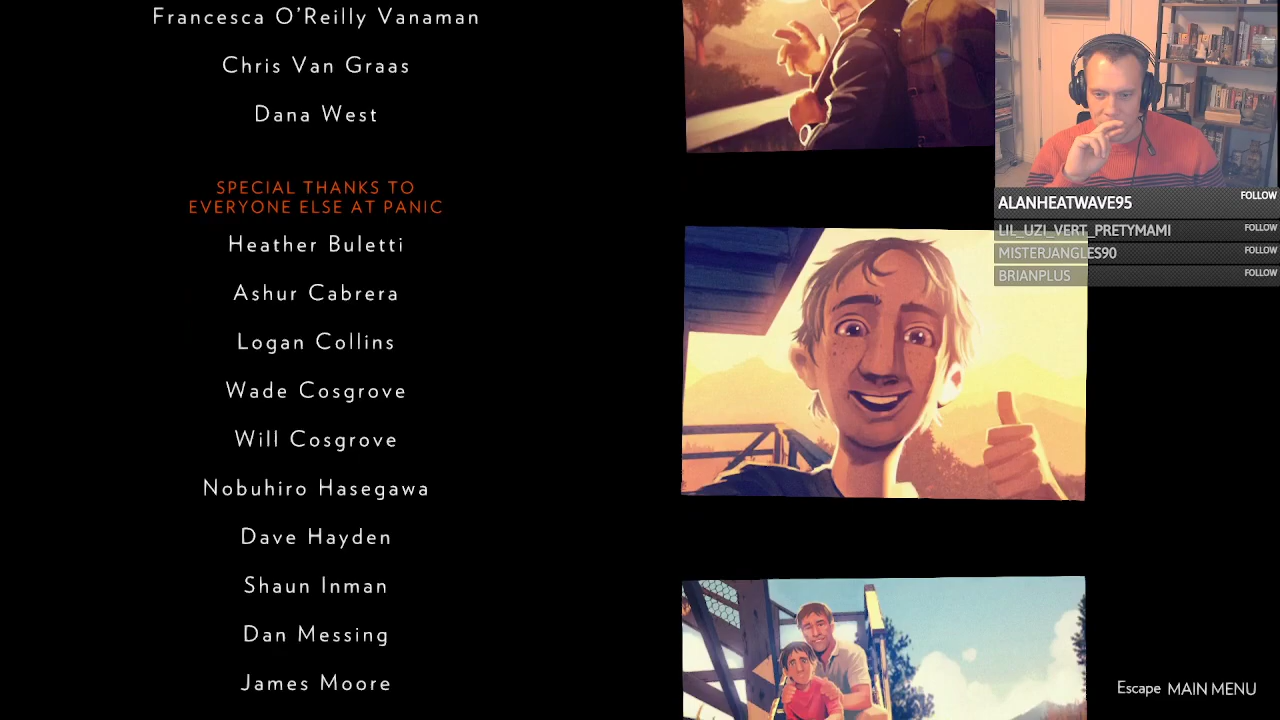 Francesca O'Reilly Vanaman
Chris Van Graas
Dana West
SPECIAL THANKS TO
EVERYONE ELSE AT PANIC
Heather Buletti
Ashur Cabrera
Logan Collins
Wade Cosgrove
Will Cosgrove
Nobuhiro Hasegawa
Dave Hayden
Shaun Inman
Dan Messing
James Moore
ALANHEATWAVE95 FOLLOW
LIL_UZI_VERT_PRETYMAMI FOLLOW
MISTERJANGLES90 FOLLOW
BRIANPLUS FOLLOW
Escape MAIN MENU